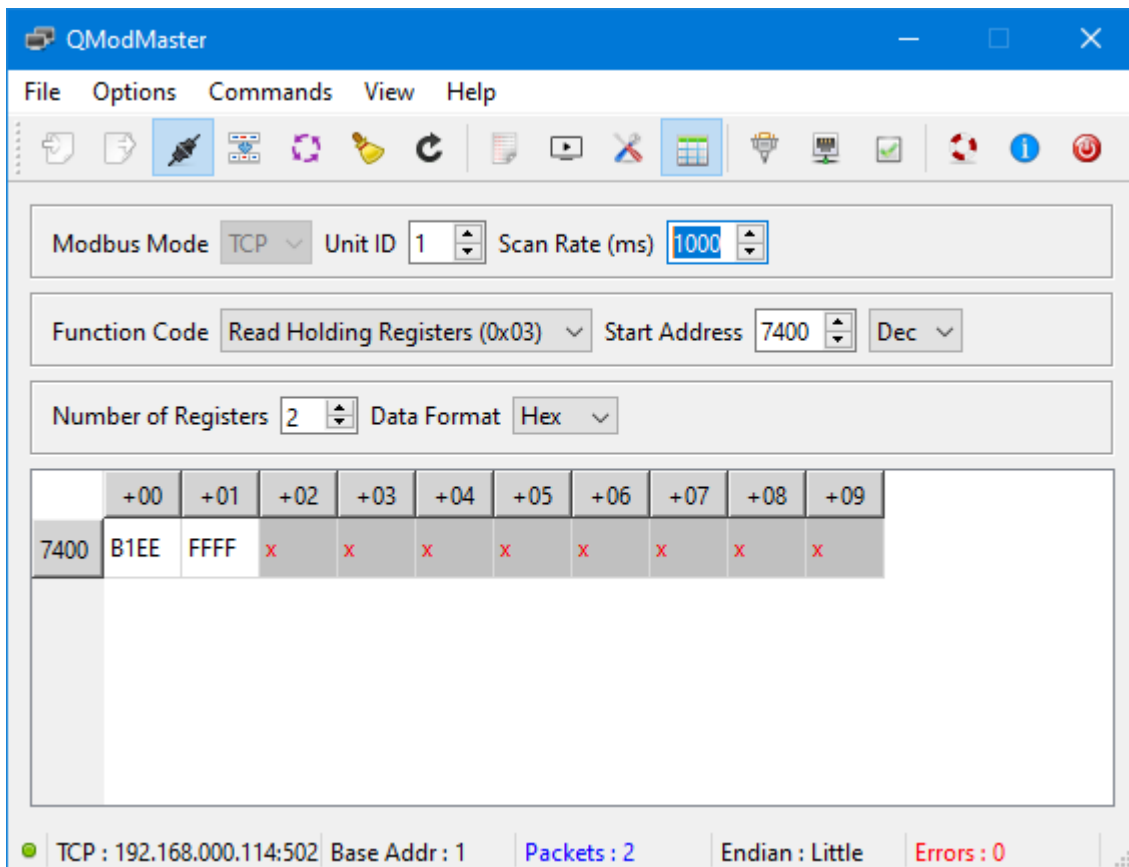 QModMaster
File Options Commands View Help
Modbus Mode TCP Unit ID 1 Scan Rate (ms) 1000
Function Code Read Holding Registers (0x03) Start Address 7400 Dec
Number of Registers 2 Data Format Hex
+00 +01 +02 +03 +04 +05 +06 +07 +08 +09
7400 B1EE FFFF x x x x x x x x
TCP : 192.168.000.114:502 Base Addr : 1 Packets : 2 Endian : Little Errors : 0